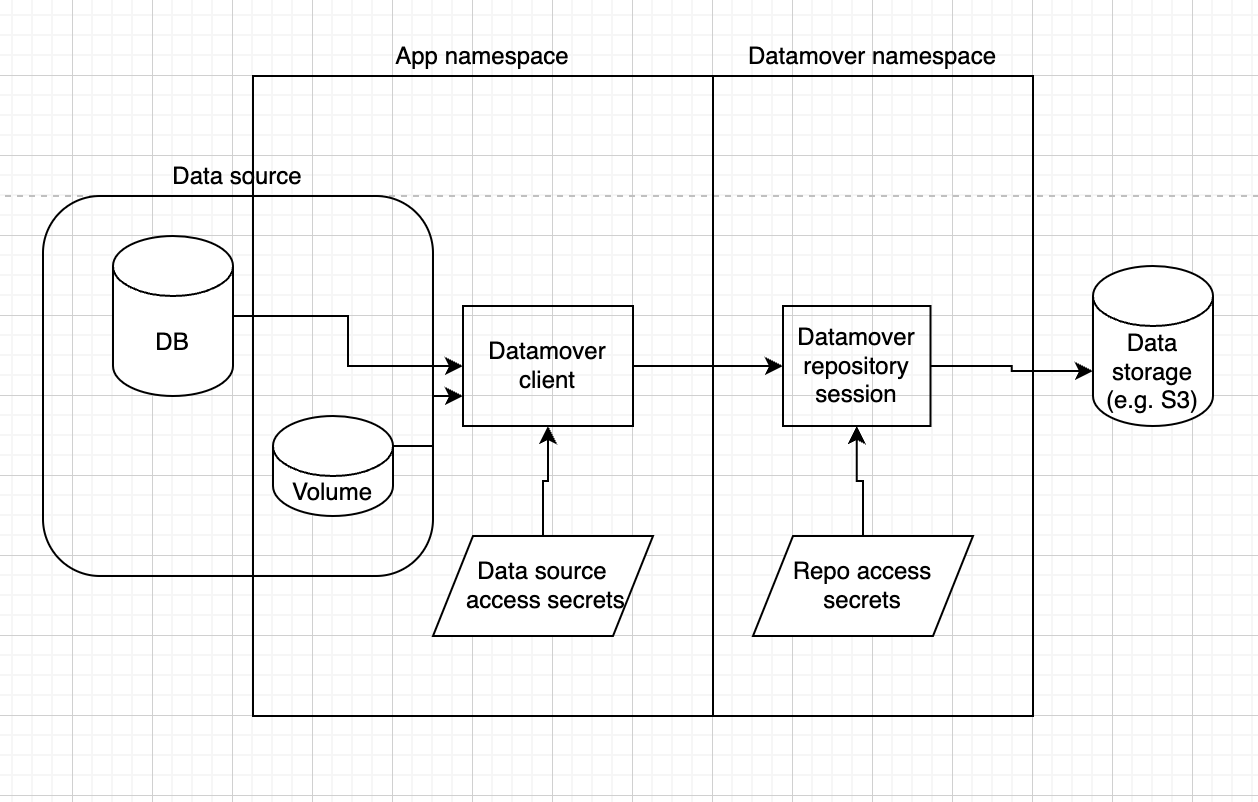 App namespace
Datamover namespace
Data source
DB
Volume
Datamover
client
Datamover
repository
session
Data
storage
(e.g. S3)
Data source
access secrets
Repo access
secrets